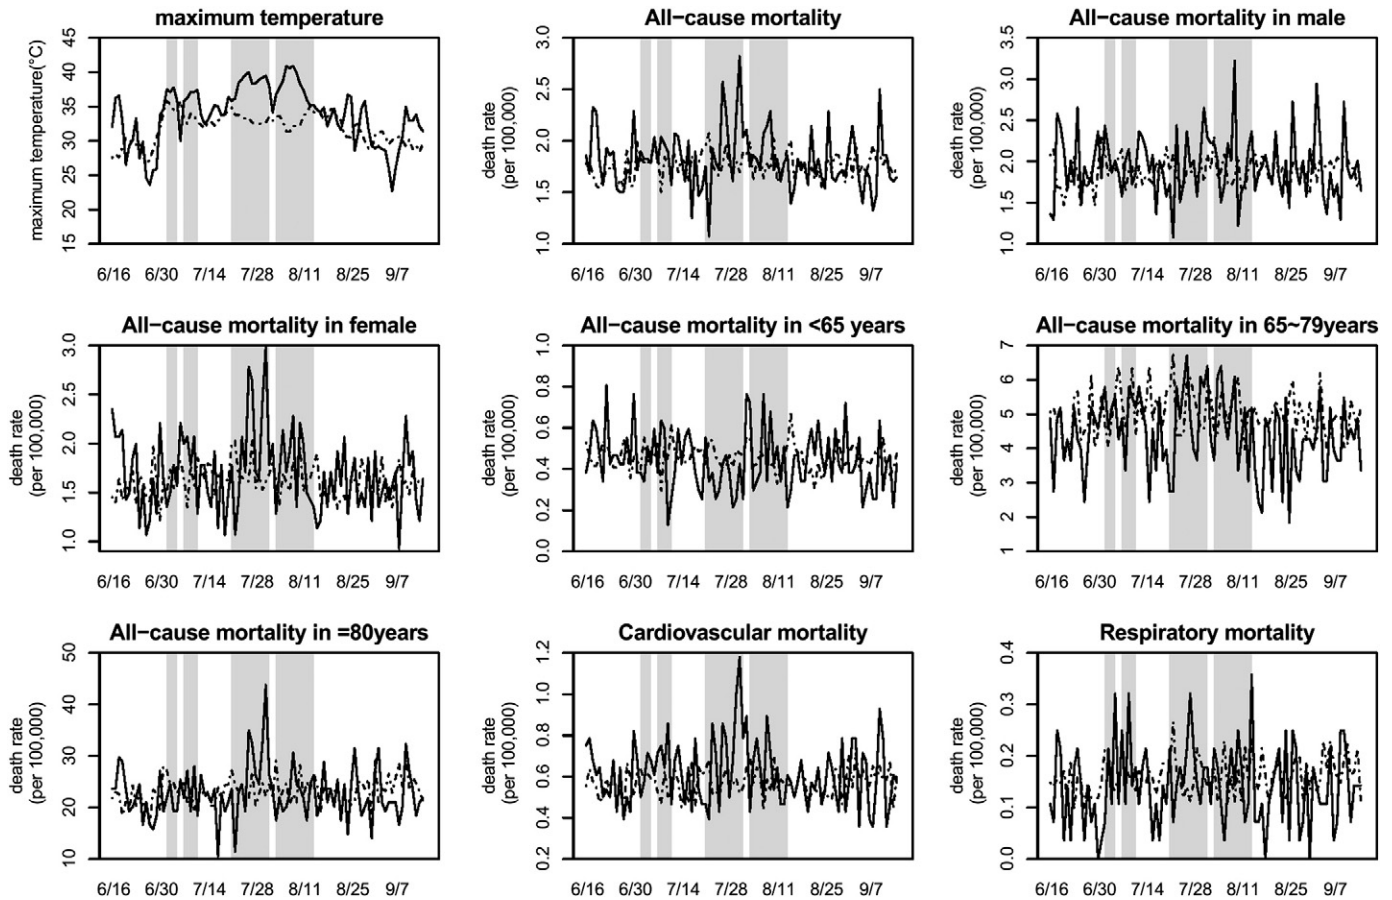 maximum temperature
maximum temperature(°C)
45
40
35
30
25
20
15
6/16 6/30 7/14 7/28 8/11 8/25 9/7
All−cause mortality
death rate
(per 100,000)
3.0
2.5
2.0
1.5
1.0
6/16 6/30 7/14 7/28 8/11 8/25 9/7
All−cause mortality in male
death rate
(per 100,000)
3.5
3.0
2.5
2.0
1.5
1.0
6/16 6/30 7/14 7/28 8/11 8/25 9/7
All−cause mortality in female
death rate
(per 100,000)
3.0
2.5
2.0
1.5
1.0
6/16 6/30 7/14 7/28 8/11 8/25 9/7
All−cause mortality in <65 years
death rate
(per 100,000)
1.0
0.8
0.6
0.4
0.2
0.0
6/16 6/30 7/14 7/28 8/11 8/25 9/7
All−cause mortality in 65~79years
death rate
(per 100,000)
7
6
5
4
3
2
1
6/16 6/30 7/14 7/28 8/11 8/25 9/7
All−cause mortality in =80years
death rate
(per 100,000)
50
40
30
20
10
6/16 6/30 7/14 7/28 8/11 8/25 9/7
Cardiovascular mortality
death rate
(per 100,000)
1.2
1.0
0.8
0.6
0.4
0.2
6/16 6/30 7/14 7/28 8/11 8/25 9/7
Respiratory mortality
death rate
(per 100,000)
0.4
0.3
0.2
0.1
0.0
6/16 6/30 7/14 7/28 8/11 8/25 9/7